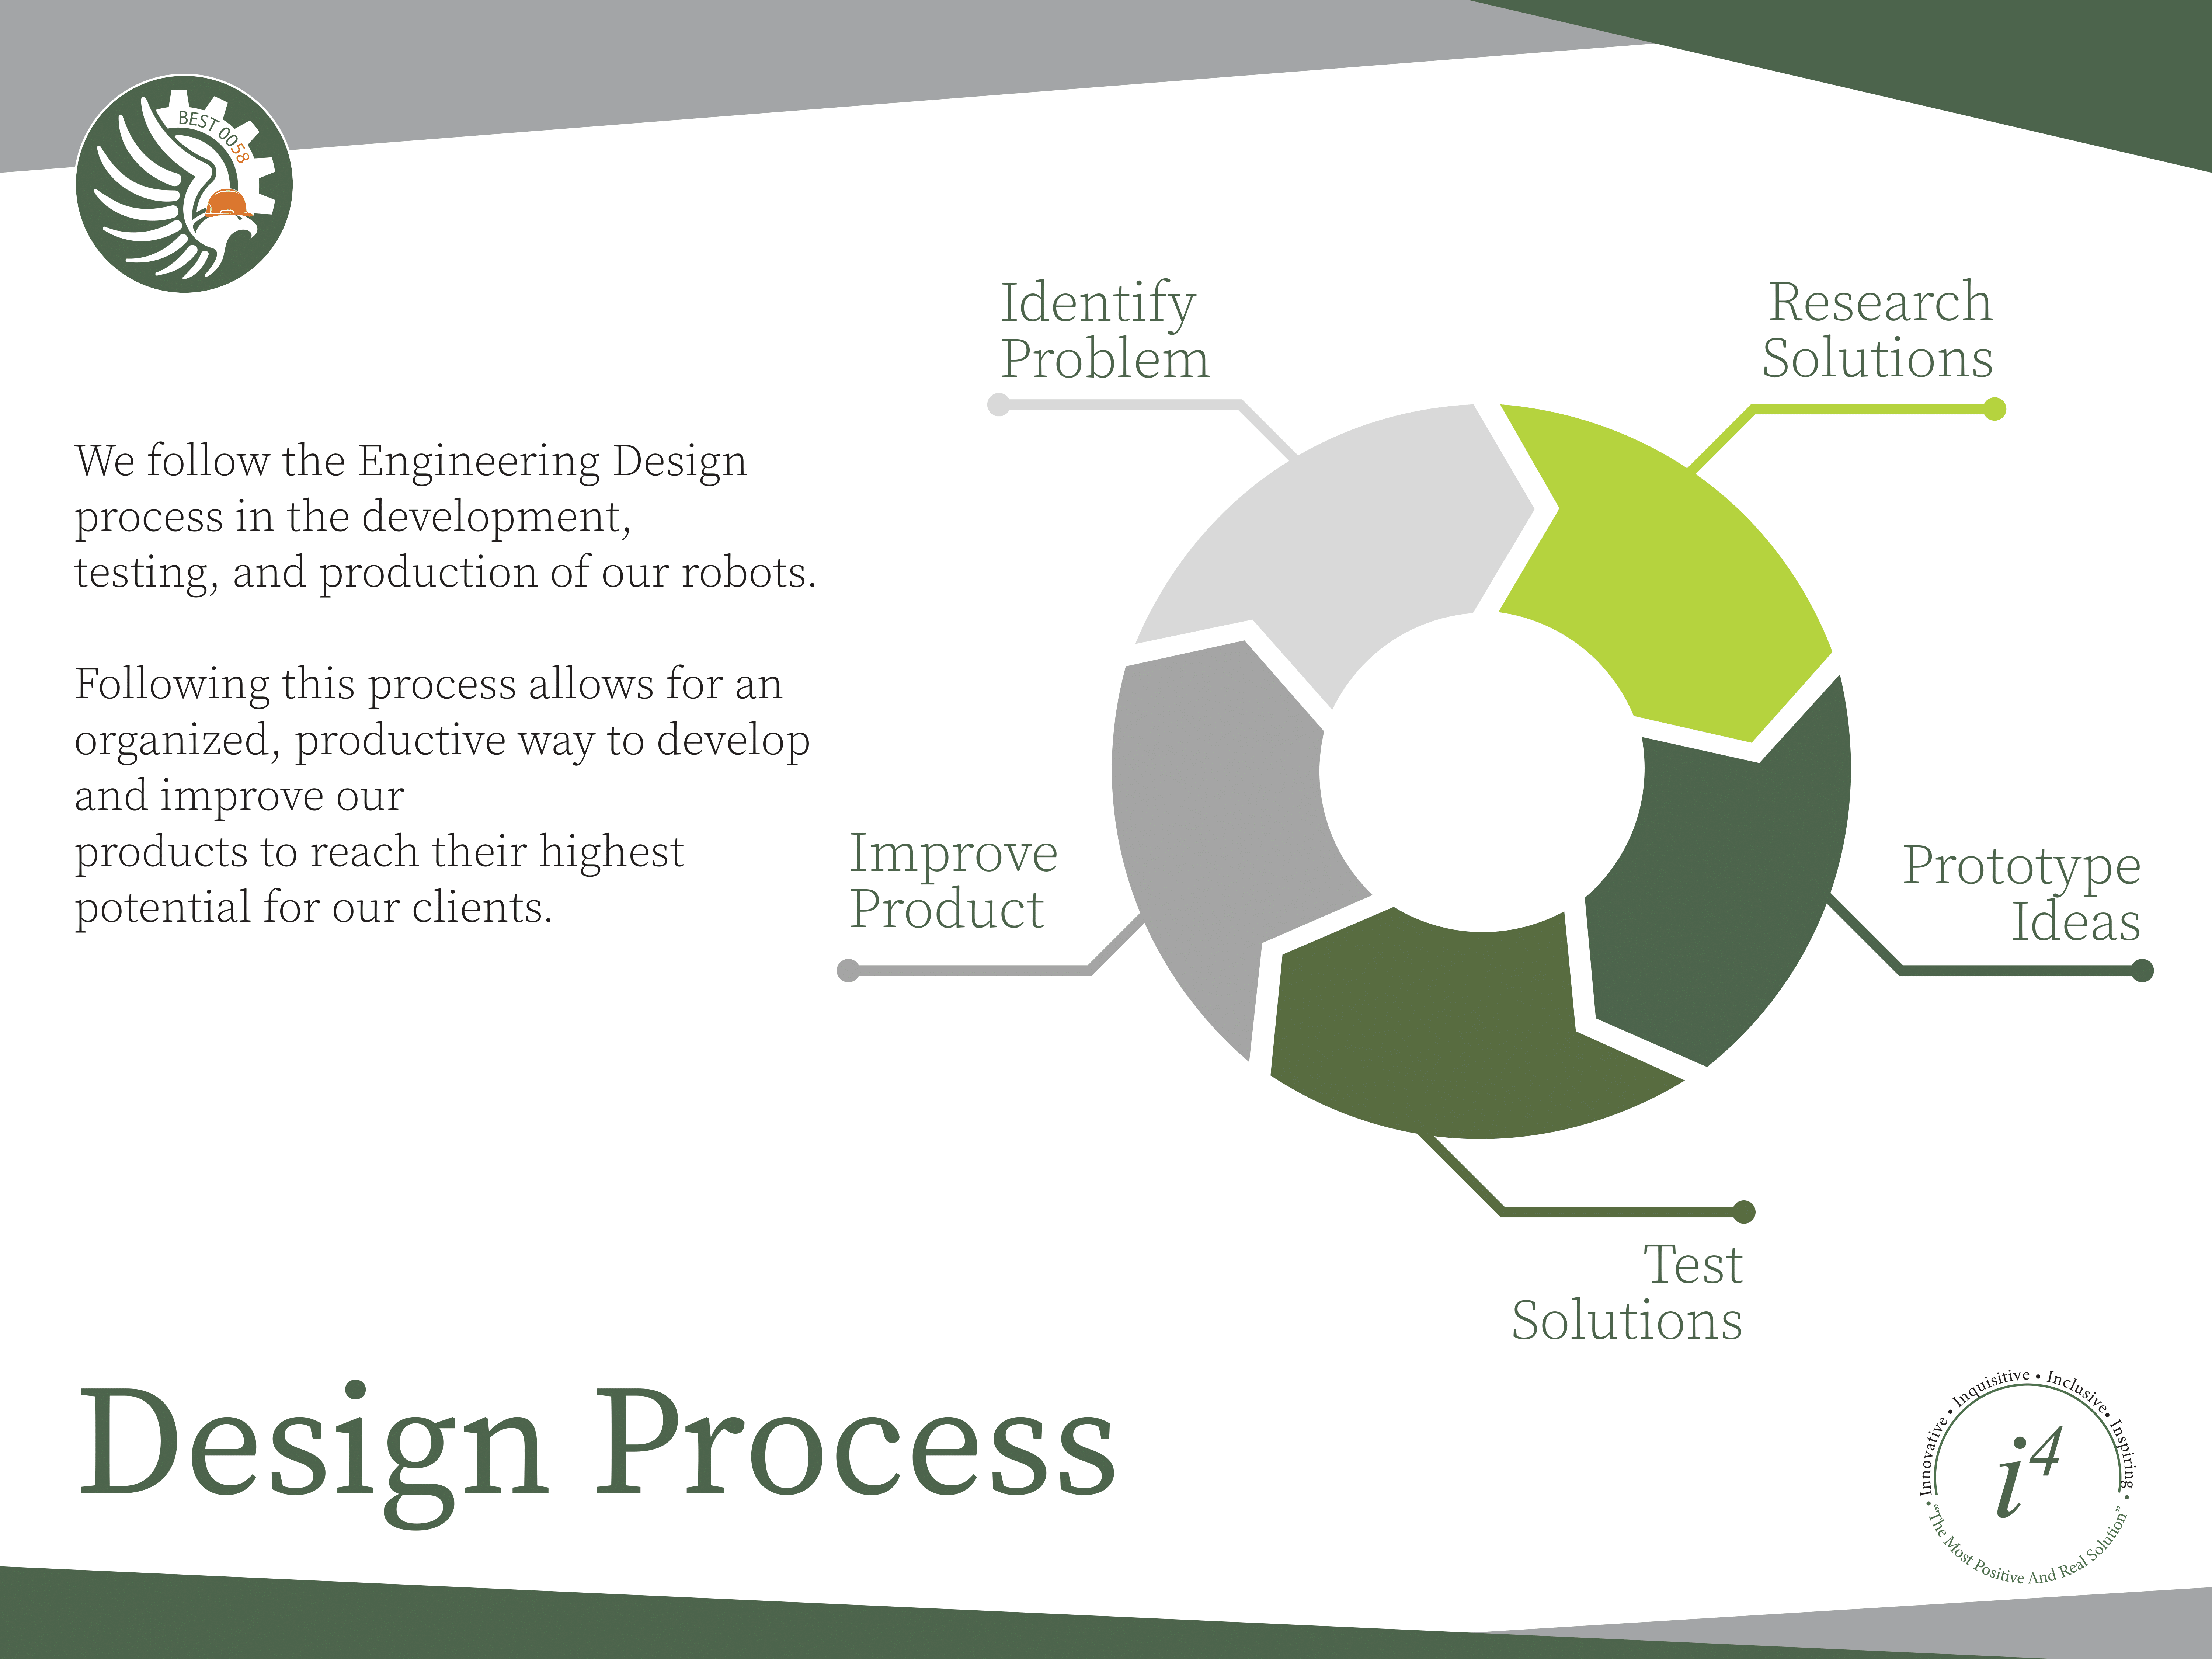 BEST 0058
Identify
Problem
Research
Solutions
We follow the Engineering Design
process in the development,
testing, and production of our robots.
Following this process allows for an
organized, productive way to develop
and improve our
products to reach their highest
potential for our clients.
Improve
Product
Prototype
Ideas
Test
Solutions
Design Process
• Innovative • Inquisitive • Inclusive• Inspiring •
i⁴
"The Most Positive And Real Solution"